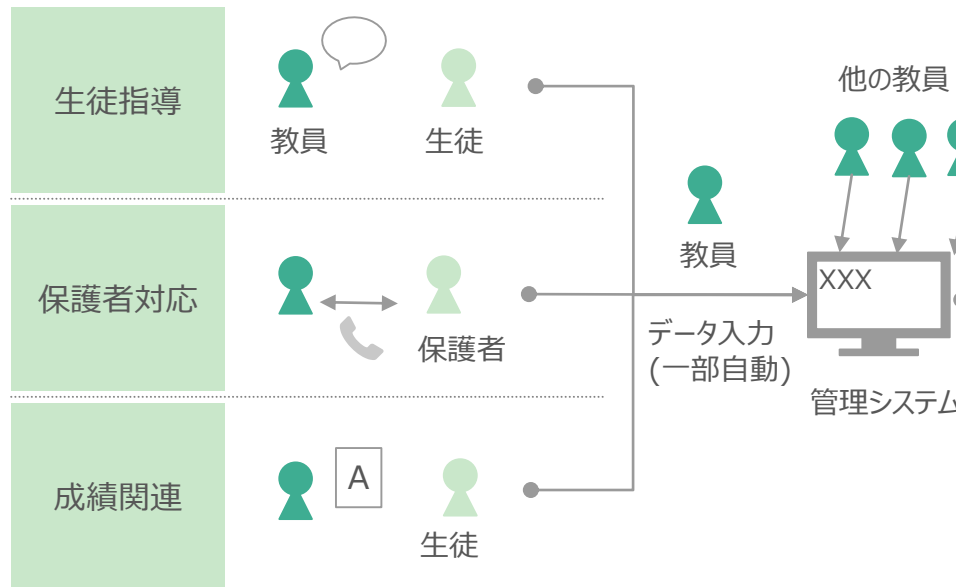 生徒指導
教員
生徒
他の教員
保護者対応
保護者
教員
データ入力
(一部自動)
XXX
管理システム
成績関連
A
生徒